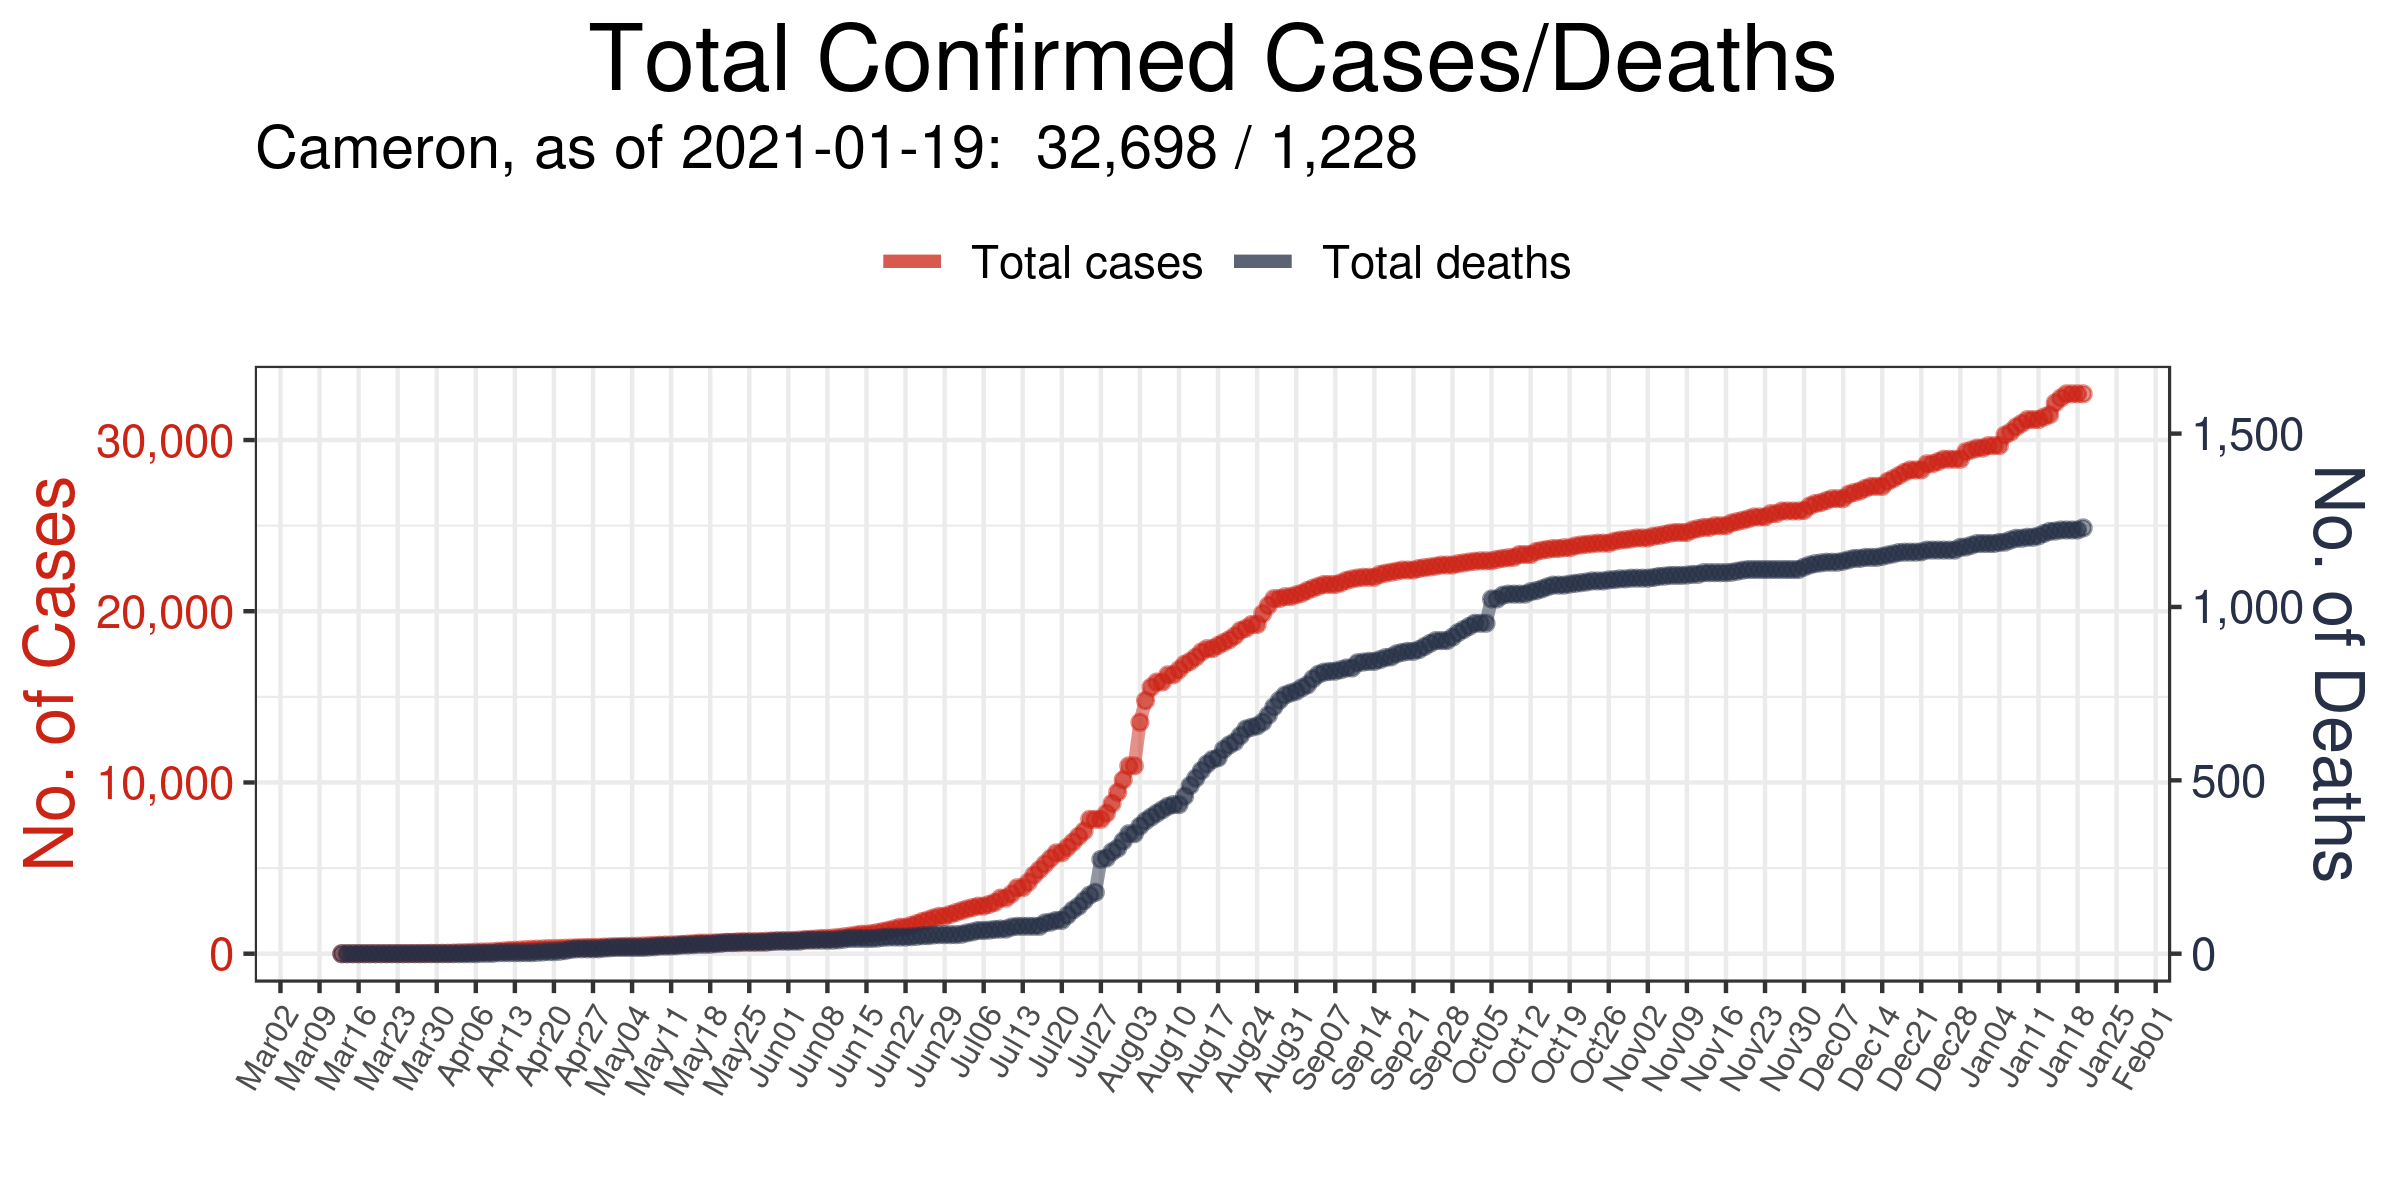 Total Confirmed Cases/Deaths
Cameron, as of 2021-01-19:  32,698 / 1,228
Total cases
Total deaths
No. of Cases
30,000
20,000
10,000
0
1,500
1,000
500
0
No. of Deaths
Mar02
Mar09
Mar16
Mar23
Mar30
Apr06
Apr13
Apr20
Apr27
May04
May11
May18
May25
Jun01
Jun08
Jun15
Jun22
Jun29
Jul06
Jul13
Jul20
Jul27
Aug03
Aug10
Aug17
Aug24
Aug31
Sep07
Sep14
Sep21
Sep28
Oct05
Oct12
Oct19
Oct26
Nov02
Nov09
Nov16
Nov23
Nov30
Dec07
Dec14
Dec21
Dec28
Jan04
Jan11
Jan18
Jan25
Feb01